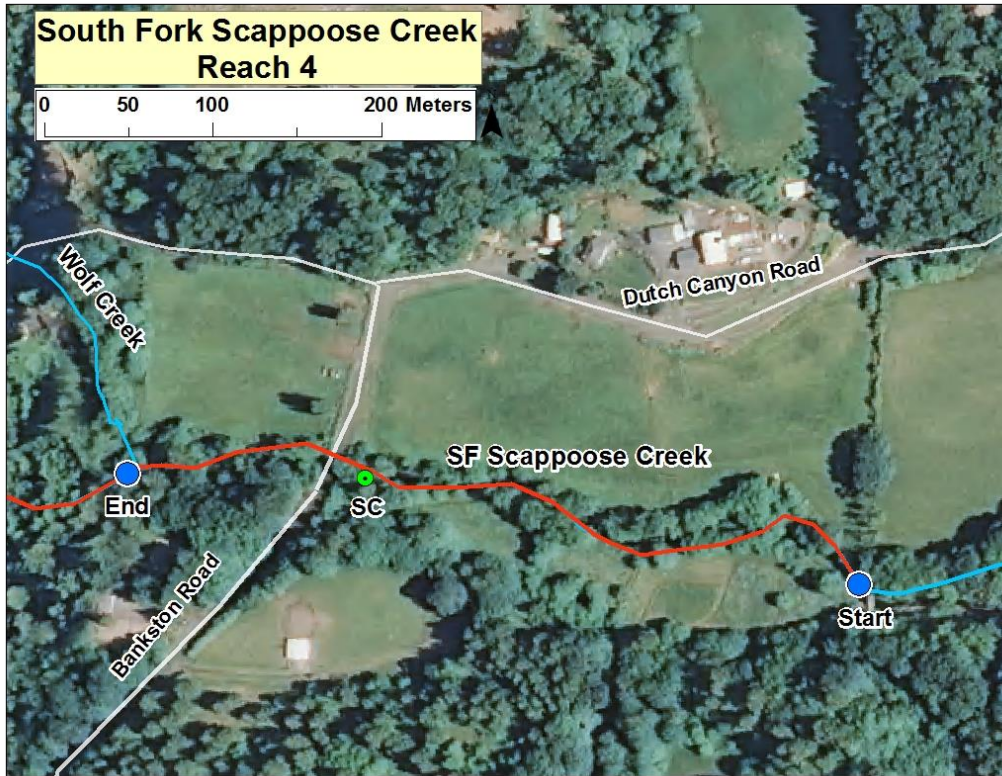 South Fork Scappoose Creek
Reach 4
0 50 100 200 Meters
Wolf Creek
Dutch Canyon Road
SF Scappoose Creek
End
SC
Bankston Road
Start